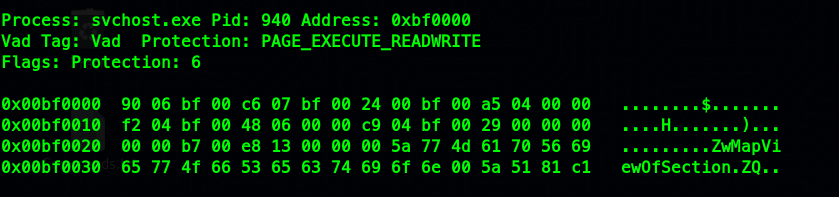 Process: svchost.exe Pid: 940 Address: 0xbf0000
Vad Tag: Vad  Protection: PAGE_EXECUTE_READWRITE
Flags: Protection: 6
0x00bf0000  90 06 bf 00 c6 07 bf 00 24 00 bf 00 a5 04 00 00   ........$.......
0x00bf0010  f2 04 bf 00 48 06 00 00 c9 04 bf 00 29 00 00 00   ....H.......)...
0x00bf0020  00 00 b7 00 e8 13 00 00 00 5a 77 4d 61 70 56 69   .........ZwMapVi
0x00bf0030  65 77 4f 66 53 65 63 74 69 6f 6e 00 5a 51 81 c1   ewOfSection.ZQ..